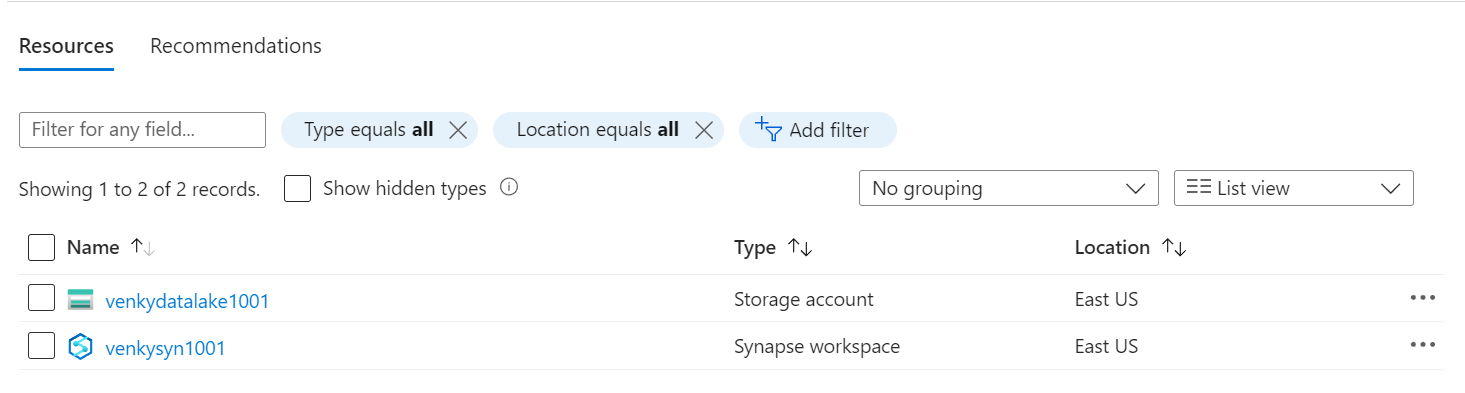 Resources Recommendations
Filter for any field... Type equals all Location equals all Add filter
Showing 1 to 2 of 2 records. Show hidden types No grouping List view
Name Type Location
venkydatalake1001 Storage account East US
venkysyn1001 Synapse workspace East US